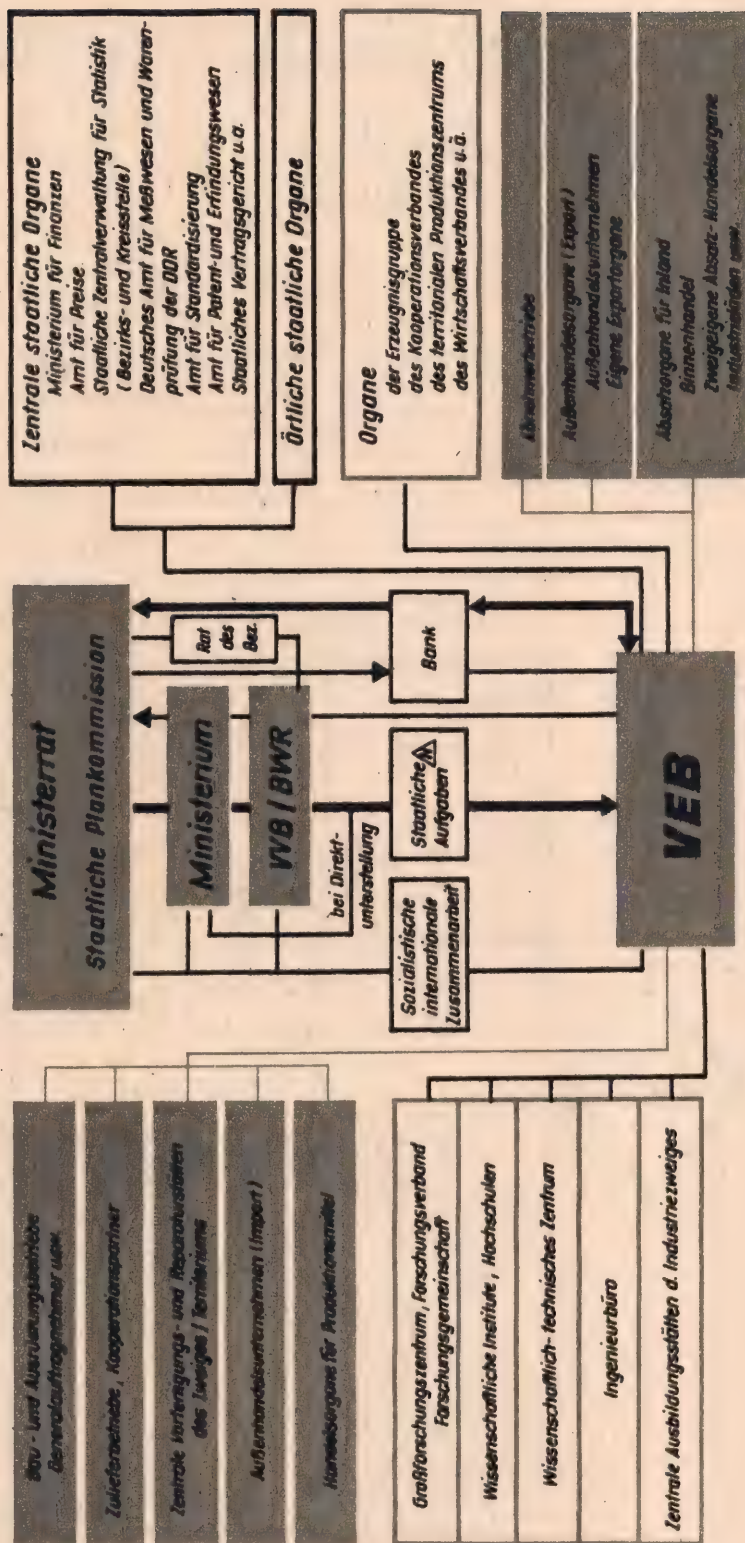 Bau- und Ausrüstungsbetriebe
Generalauftragnehmer usw.
Zulieferbetriebe, Kooperationspartner
Zentrale Vorfertigungs- und Reparaturstätten
des Zweiges / Territoriums
Außenhandelsunternehmen (Import)
Handelsorgane für Produktionsmittel
Großforschungszentrum, Forschungsverband
Forschungsgemeinschaft
Wissenschaftliche Institute, Hochschulen
Wissenschaftlich-technisches Zentrum
Ingenieurbüro
Zentrale Ausbildungsstätten d. Industriezweiges
Ministerrat
Staatliche Plankommission
Ministerium
VVB / BWR
Rat
des
Bez.
bei Direkt-
unterstellung
Sozialistische
internationale
Zusammenarbeit
Staatliche
Aufgaben
Bank
VEB
Zentrale staatliche Organe
Ministerium für Finanzen
Amt für Preise
Staatliche Zentralverwaltung für Statistik
(Bezirks- und Kreisstelle)
Deutsches Amt für Meßwesen und Waren-
prüfung der DDR
Amt für Standardisierung
Amt für Patent- und Erfindungswesen
Staatliches Vertragsgericht u.a.
Örtliche staatliche Organe
Organe
der Erzeugnisgruppe
des Kooperationsverbandes
des territorialen Produktionszentrums
des Wirtschaftsverbandes u.ä.
Abnehmerbetriebe
Außenhandelsorgane (Export)
Außenhandelsunternehmen
Eigene Exportorgane
Absatzorgane für Inland
Binnenhandel
Zweigeigene Absatz-Handelsorgane
Industrieläden usw.